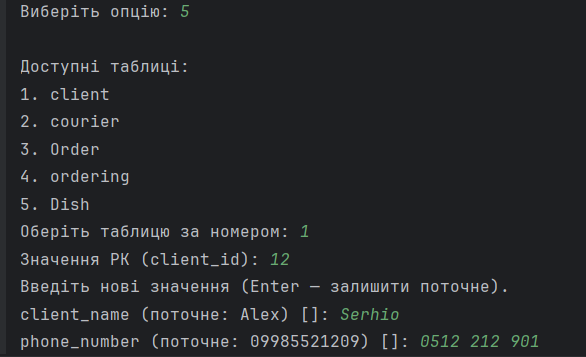 Виберіть опцію: 5
Доступні таблиці:
1. client
2. courier
3. Order
4. ordering
5. Dish
Оберіть таблицю за номером: 1
Значення PK (client_id): 12
Введіть нові значення (Enter — залишити поточне).
client_name (поточне: Alex) []: Serhio
phone_number (поточне: 09985521209) []: 0512 212 901